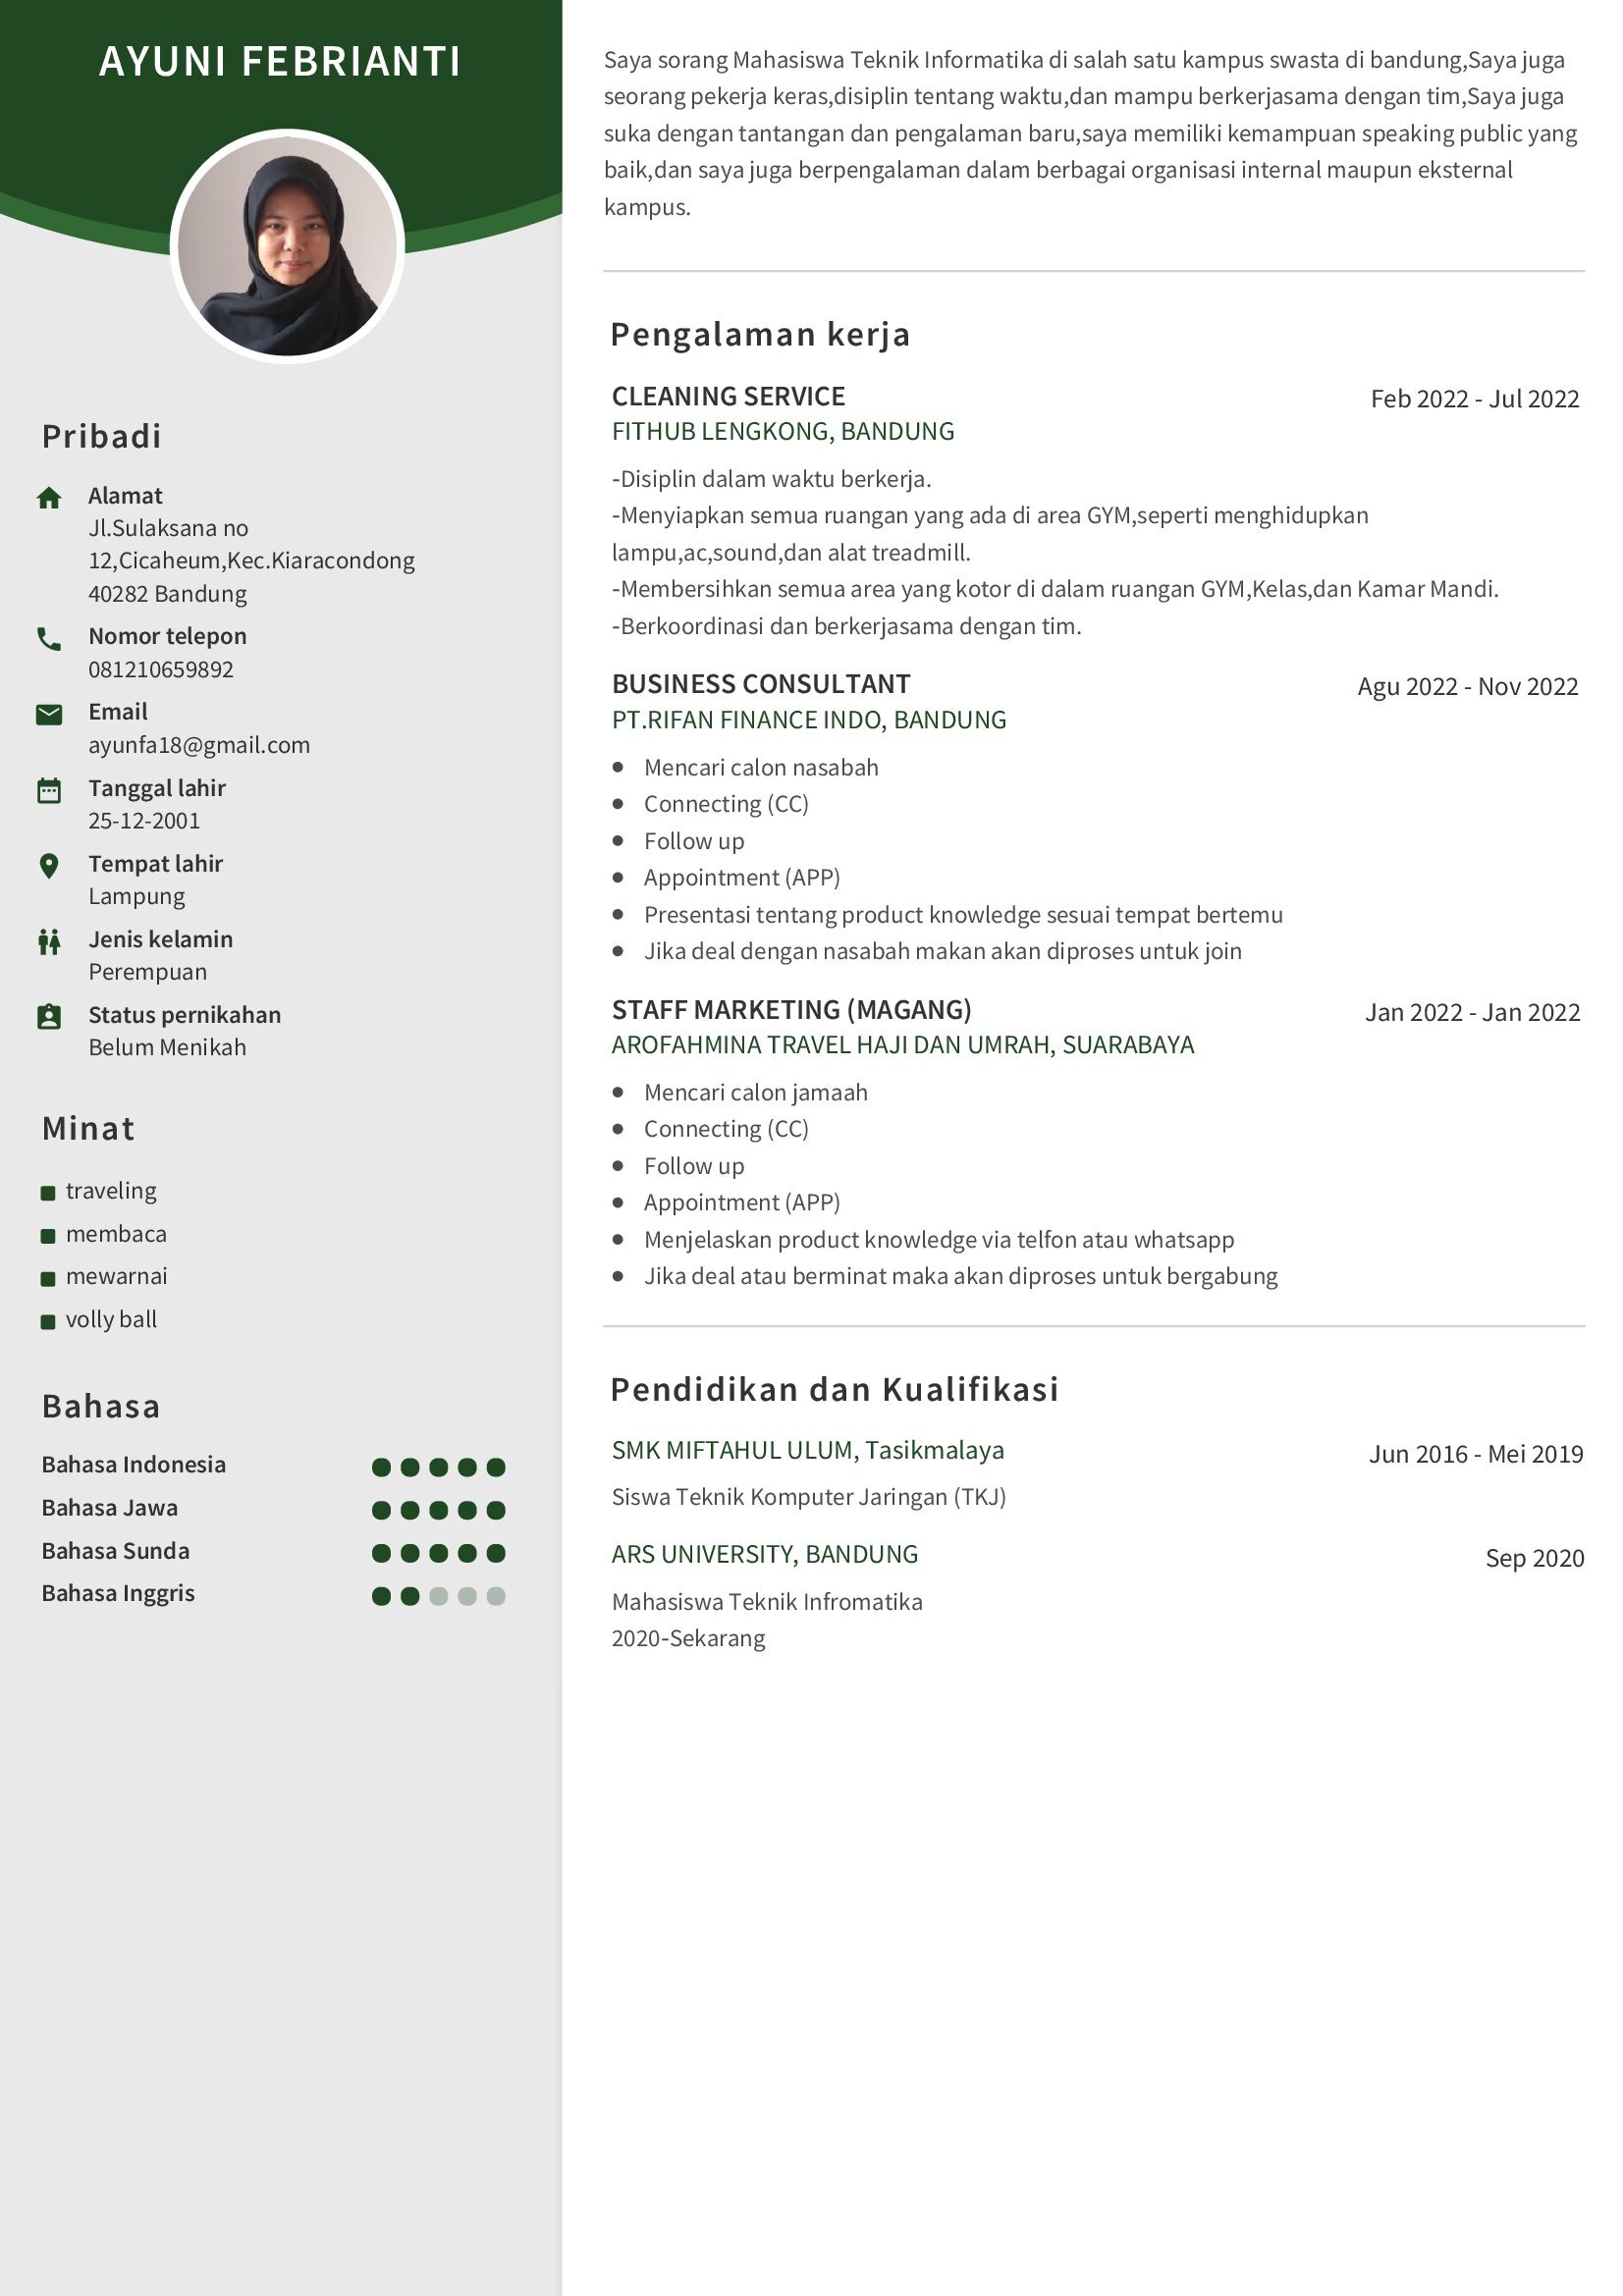 AYUNI FEBRIANTI
Pribadi
Alamat
Jl.Sulaksana no
12,Cicaheum,Kec.Kiaracondong
40282 Bandung
Nomor telepon
081210659892
Email
ayunfa18@gmail.com
Tanggal lahir
25-12-2001
Tempat lahir
Lampung
Jenis kelamin
Perempuan
Status pernikahan
Belum Menikah
Minat
traveling
membaca
mewarnai
volly ball
Bahasa
Bahasa Indonesia
Bahasa Jawa
Bahasa Sunda
Bahasa Inggris
Saya sorang Mahasiswa Teknik Informatika di salah satu kampus swasta di bandung,Saya juga
seorang pekerja keras,disiplin tentang waktu,dan mampu berkerjasama dengan tim,Saya juga
suka dengan tantangan dan pengalaman baru,saya memiliki kemampuan speaking public yang
baik,dan saya juga berpengalaman dalam berbagai organisasi internal maupun eksternal
kampus.
Pengalaman kerja
CLEANING SERVICE Feb 2022 - Jul 2022
FITHUB LENGKONG, BANDUNG
-Disiplin dalam waktu berkerja.
-Menyiapkan semua ruangan yang ada di area GYM,seperti menghidupkan
lampu,ac,sound,dan alat treadmill.
-Membersihkan semua area yang kotor di dalam ruangan GYM,Kelas,dan Kamar Mandi.
-Berkoordinasi dan berkerjasama dengan tim.
BUSINESS CONSULTANT Agu 2022 - Nov 2022
PT.RIFAN FINANCE INDO, BANDUNG
• Mencari calon nasabah
• Connecting (CC)
• Follow up
• Appointment (APP)
• Presentasi tentang product knowledge sesuai tempat bertemu
• Jika deal dengan nasabah makan akan diproses untuk join
STAFF MARKETING (MAGANG) Jan 2022 - Jan 2022
AROFAHMINA TRAVEL HAJI DAN UMRAH, SUARABAYA
• Mencari calon jamaah
• Connecting (CC)
• Follow up
• Appointment (APP)
• Menjelaskan product knowledge via telfon atau whatsapp
• Jika deal atau berminat maka akan diproses untuk bergabung
Pendidikan dan Kualifikasi
SMK MIFTAHUL ULUM, Tasikmalaya Jun 2016 - Mei 2019
Siswa Teknik Komputer Jaringan (TKJ)
ARS UNIVERSITY, BANDUNG Sep 2020
Mahasiswa Teknik Infromatika
2020-Sekarang